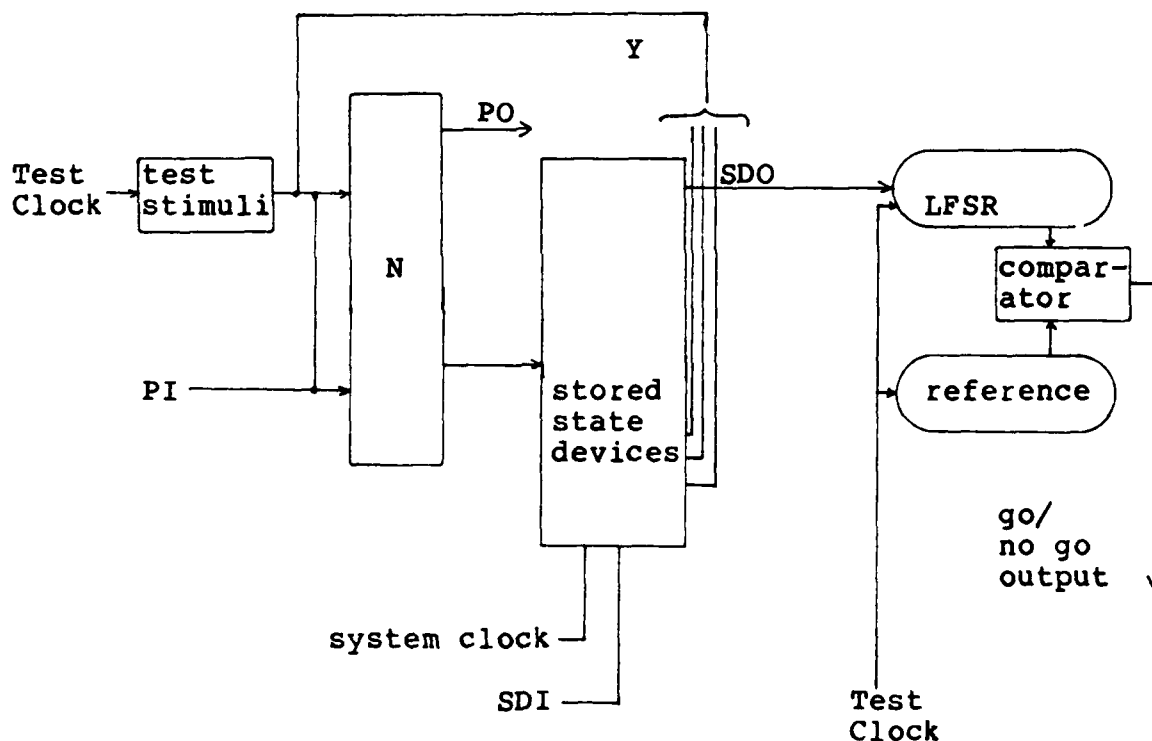 Y
PO
Test
Clock
test
stimuli
SDO
LFSR
N
compar-
ator
PI
stored
state
devices
reference
go/
no go
output
system clock
SDI
Test
Clock